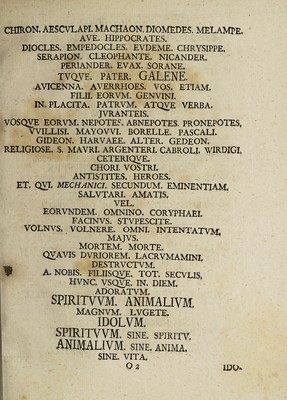 CHIRON. AESCVLAPI. MACHAON. DIOMEDES. MELAMPE.
AVE. HIPPOCRATES.
DIOCLES. EMPEDOCLES. EVDEME. CHRYSIPPE,
SERAPION. CLEOPHANTE. NICANDER.
PERIANDER. EVAX. SORANE.
TVQVE. PATER. GALENE.
AVICENNA. AVERRHOES. VOS. ETIAM.
FILII. EORVM. GENVINI.
IN. PLACITA. PATRVM. ATQVE VERBA.
JVRANTEIS.
VOSQVE EORVM. NEPOTES. ABNEPOTES. PRONEPOTES,
VVILLISI. MAYOVVI. BORELLE. PASCALI.
GIDEON. HARVAEE. ALTER. GEDEON.
RELIGIOSE. S. MAVRI. ARGENTERI. CABROLI. WIRDIGI.
CETERIQVE.
CHORI. VOSTRI.
ANTISTITES. HEROES.
ET. QVI. MECHANICI. SECUNDUM. EMINENTIAM,
SALVTARI. AMATIS,
VEL.
EORVNDEM. OMNINO. CORYPHAEI.
FACINVS. STVPESCITE.
VOLNVS. VOLNERE. OMNI. INTENTATVM,
MAJVS.
MORTEM. MORTE.
QVAVIS DVRIOREM. LACRVMAMINI.
DESTRVCTVM.
A. NOBIS. FILIISQVE. TOT. SECVLIS,
HVNC. VSQVE. IN. DIEM.
ADORATVM.
SPIRITVVM. ANIMALIVM.
MAGNVM. LVGETE.
IDOLVM.
SPIRITVVM. SINE. SPIRITV.
ANIMALIVM. SINE. ANIMA.
SINE. VITA.
O 2 IDO-